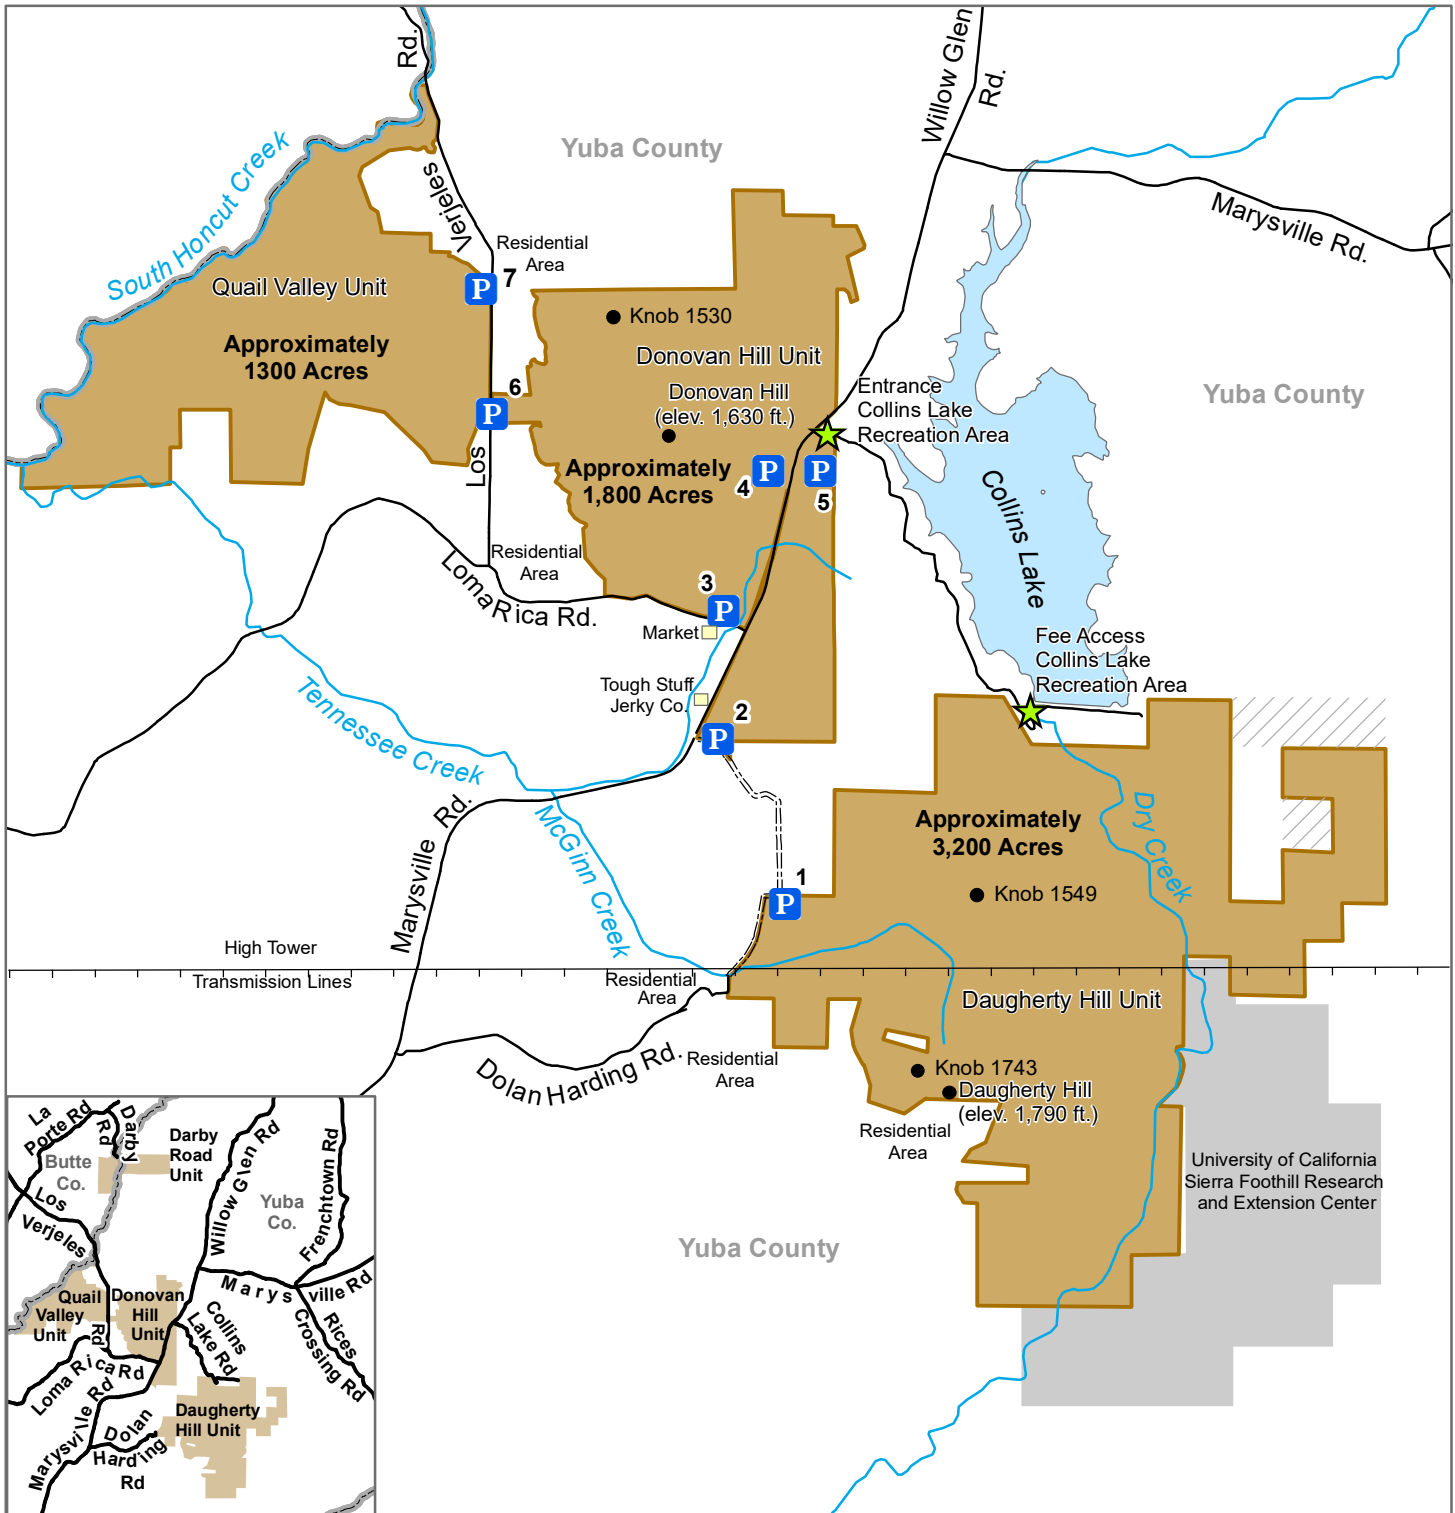 Rd.
Willow Glen
Rd.
Yuba County
South Honcut Creek
Verjeles
Marysville Rd.
Residential
Area
Quail Valley Unit
P 7
Knob 1530
Approximately
1300 Acres
Donovan Hill Unit
Donovan Hill
(elev. 1,630 ft.)
Entrance
Collins Lake
Recreation Area
Yuba County
6
P
Los
Approximately
1,800 Acres
P
4
P
5
Collins Lake
Residential
Area
Loma Rica Rd.
3
P
Market
Fee Access
Collins Lake
Recreation Area
Tough Stuff
Jerky Co.
2
P
Tennessee Creek
Marysville Rd.
McGinn Creek
Approximately
3,200 Acres
Dry Creek
1
P
Knob 1549
High Tower
Transmission Lines
Residential
Area
Daugherty Hill Unit
Dolan Harding Rd.
Residential
Area
Knob 1743
Daugherty Hill
(elev. 1,790 ft.)
Residential
Area
University of California
Sierra Foothill Research
and Extension Center
Yuba County
La
Porte Rd
Darby
Rd
Darby
Road
Unit
Butte
Co.
Los
Verjeles
Rd
Willow Glen Rd
Frenchtown Rd
Yuba
Co.
Marysville Rd
Rices
Crossing Rd
Quail
Valley
Unit
Donovan
Hill
Unit
Collins
Lake Rd
Loma Rica Rd
Marysville Rd
Dolan
Harding
Rd
Daugherty
Hill Unit